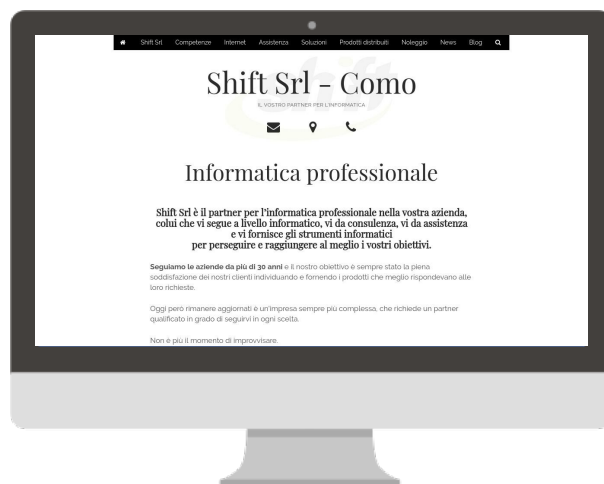 Shift Srl Competenze Internet Assistenza Soluzioni Prodotti distribuiti Noleggio News Blog
shift
Shift Srl - Como
IL VOSTRO PARTNER PER L'INFORMATICA
Informatica professionale
Shift Srl è il partner per l'informatica professionale nella vostra azienda,
colui che vi segue a livello informatico, vi da consulenza, vi da assistenza
e vi fornisce gli strumenti informatici
per perseguire e raggiungere al meglio i vostri obiettivi.
Seguiamo le aziende da più di 30 anni e il nostro obiettivo è sempre stato la piena
soddisfazione dei nostri clienti individuando e fornendo i prodotti che meglio rispondevano alle
loro richieste.
Oggi però rimanere aggiornati è un'impresa sempre più complessa, che richiede un partner
qualificato in grado di seguirvi in ogni scelta.
Non è più il momento di improvvisare.